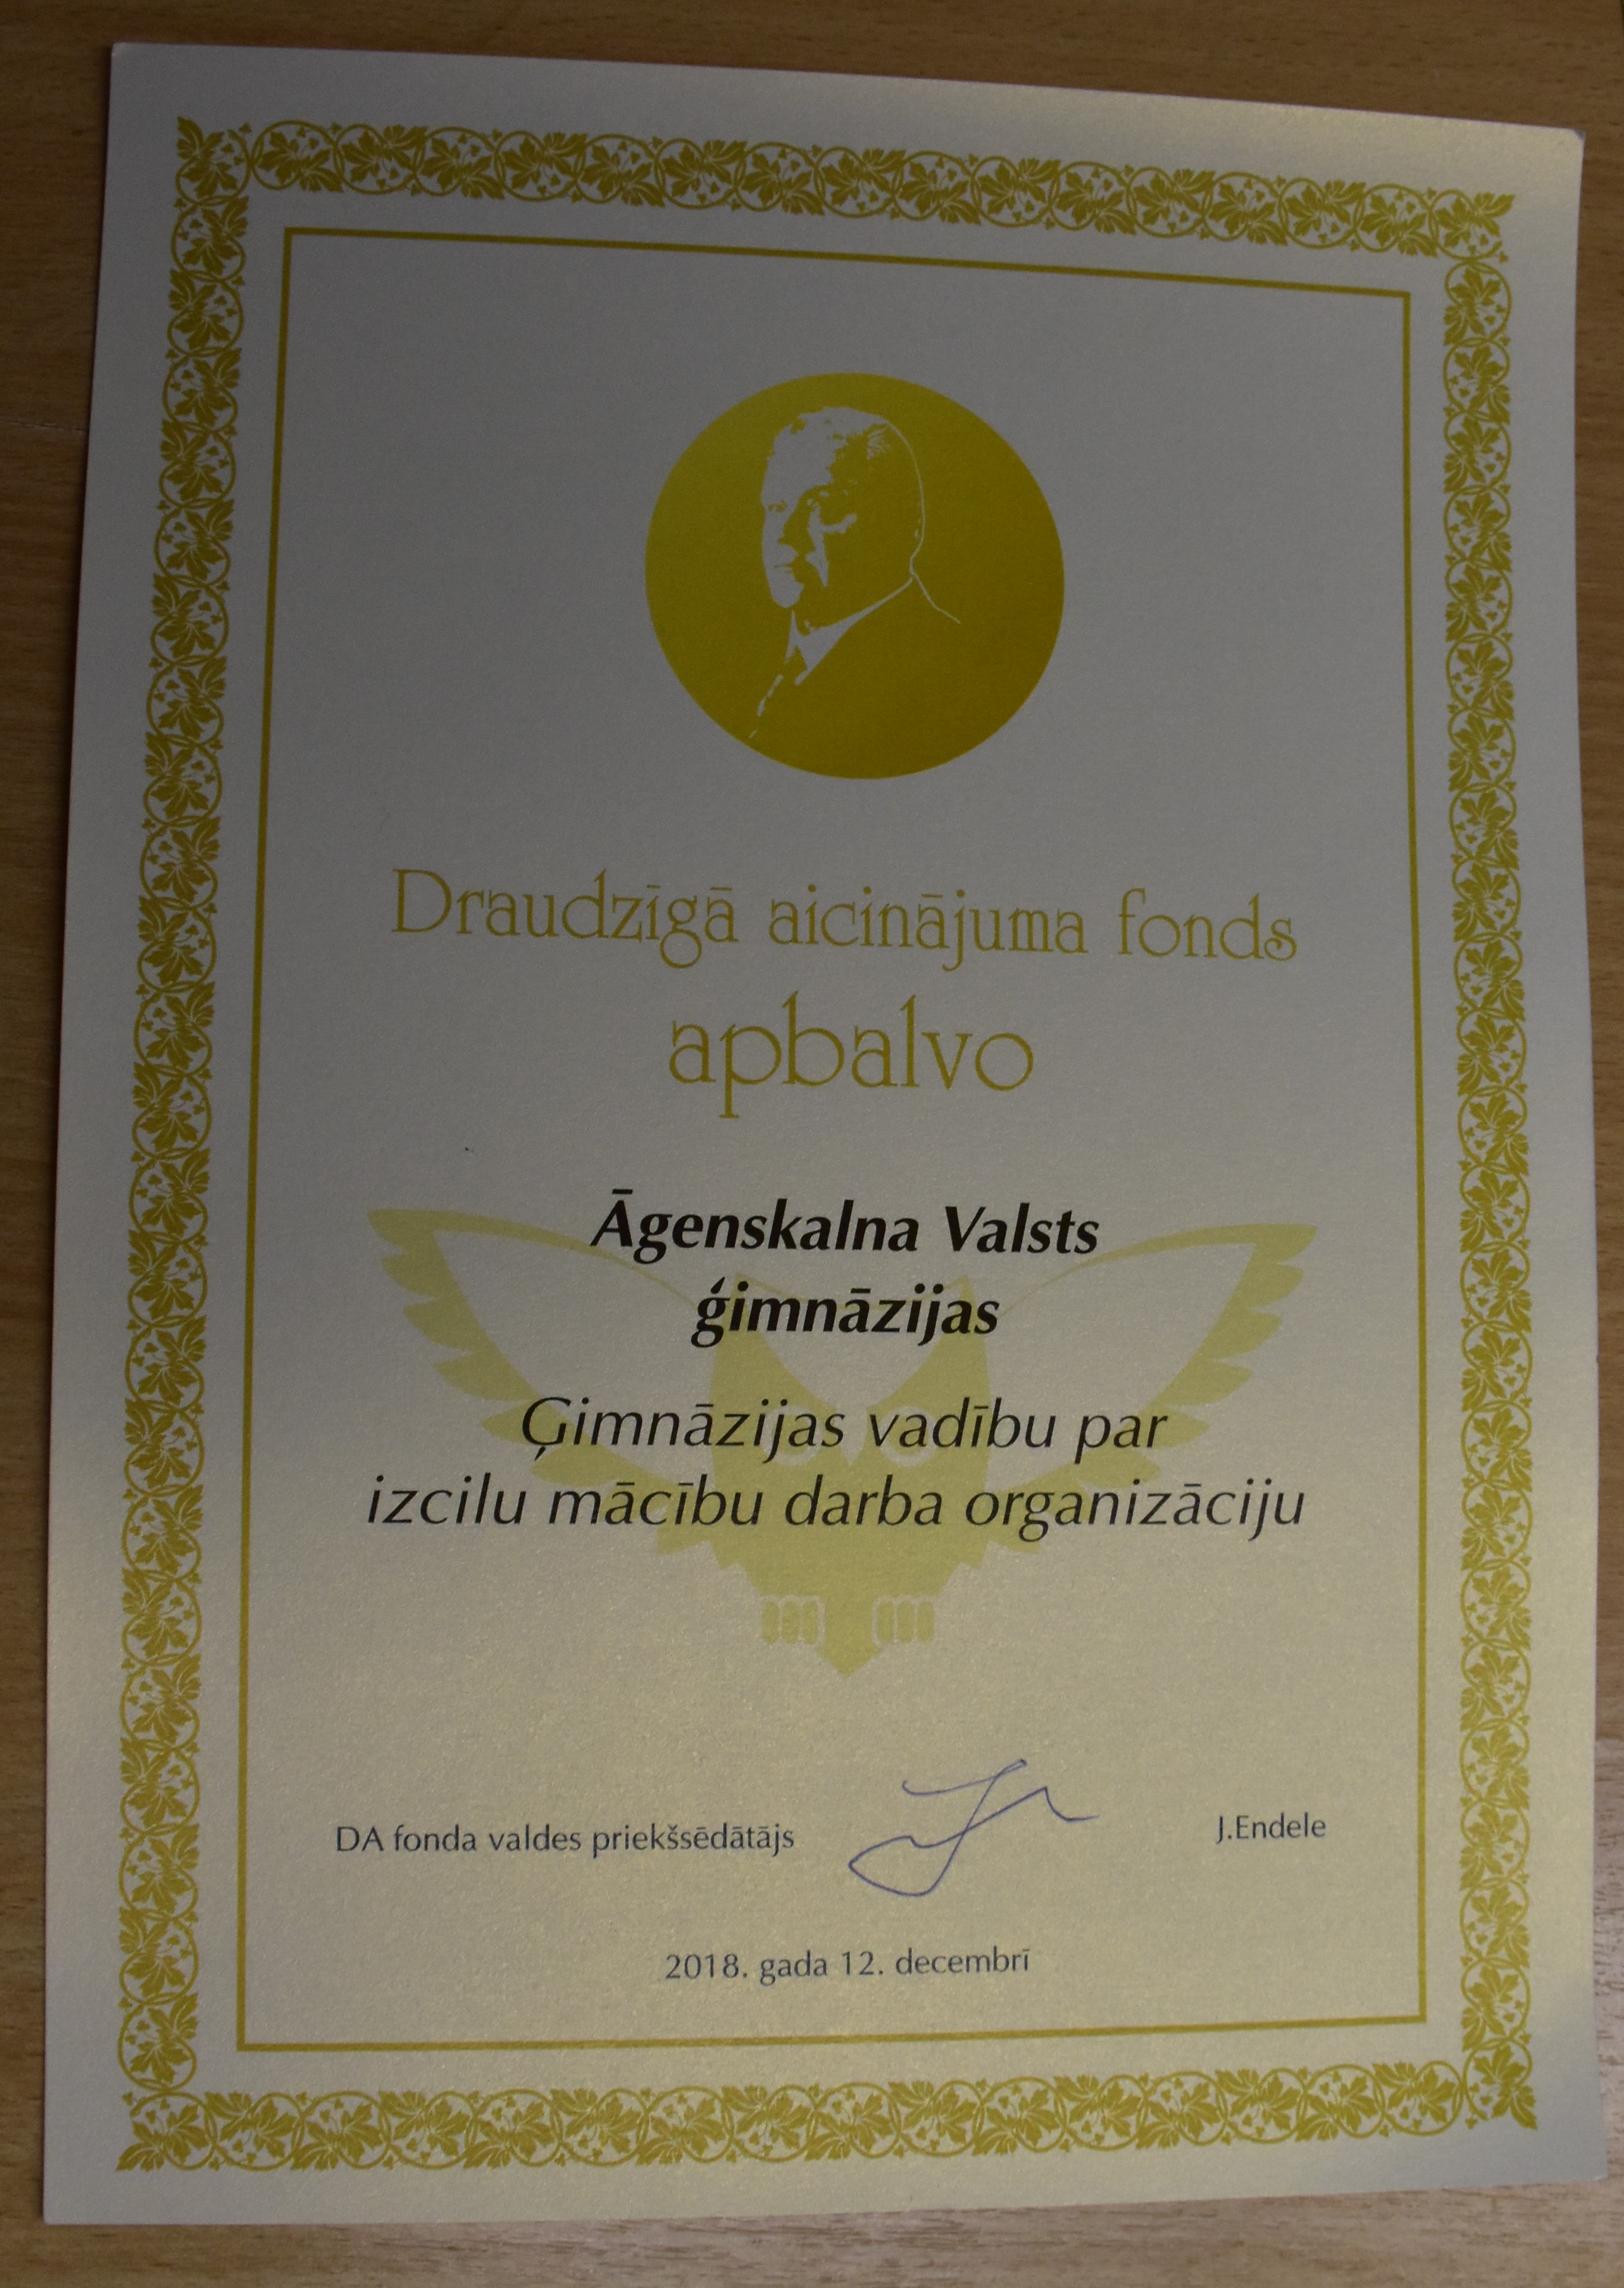 Draudzīgā aicinājuma fonds
apbalvo
Āgenskalna Valsts
ģimnāzijas
Ģimnāzijas vadību par
izcilu mācību darba organizāciju
DA fonda valdes priekšsēdātājs J.Endele
2018. gada 12. decembrī